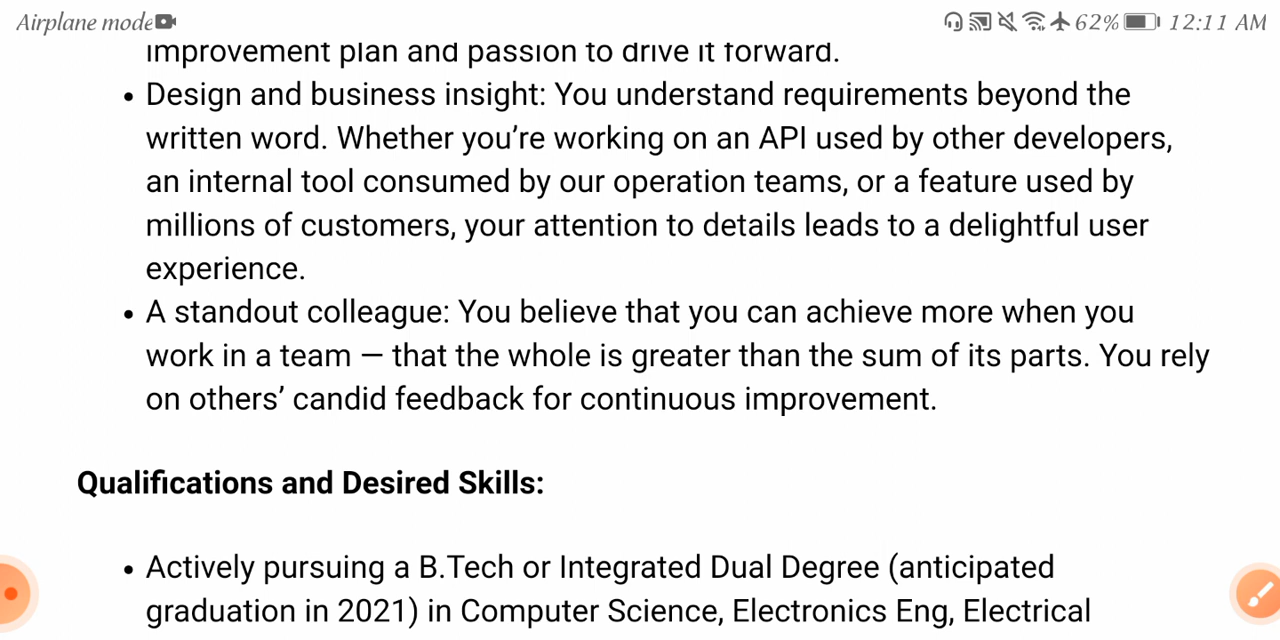 Airplane mode 62% 12:11 AM
improvement plan and passion to drive it forward.
• Design and business insight: You understand requirements beyond the
written word. Whether you’re working on an API used by other developers,
an internal tool consumed by our operation teams, or a feature used by
millions of customers, your attention to details leads to a delightful user
experience.
• A standout colleague: You believe that you can achieve more when you
work in a team — that the whole is greater than the sum of its parts. You rely
on others’ candid feedback for continuous improvement.
Qualifications and Desired Skills:
• Actively pursuing a B.Tech or Integrated Dual Degree (anticipated
graduation in 2021) in Computer Science, Electronics Eng, Electrical